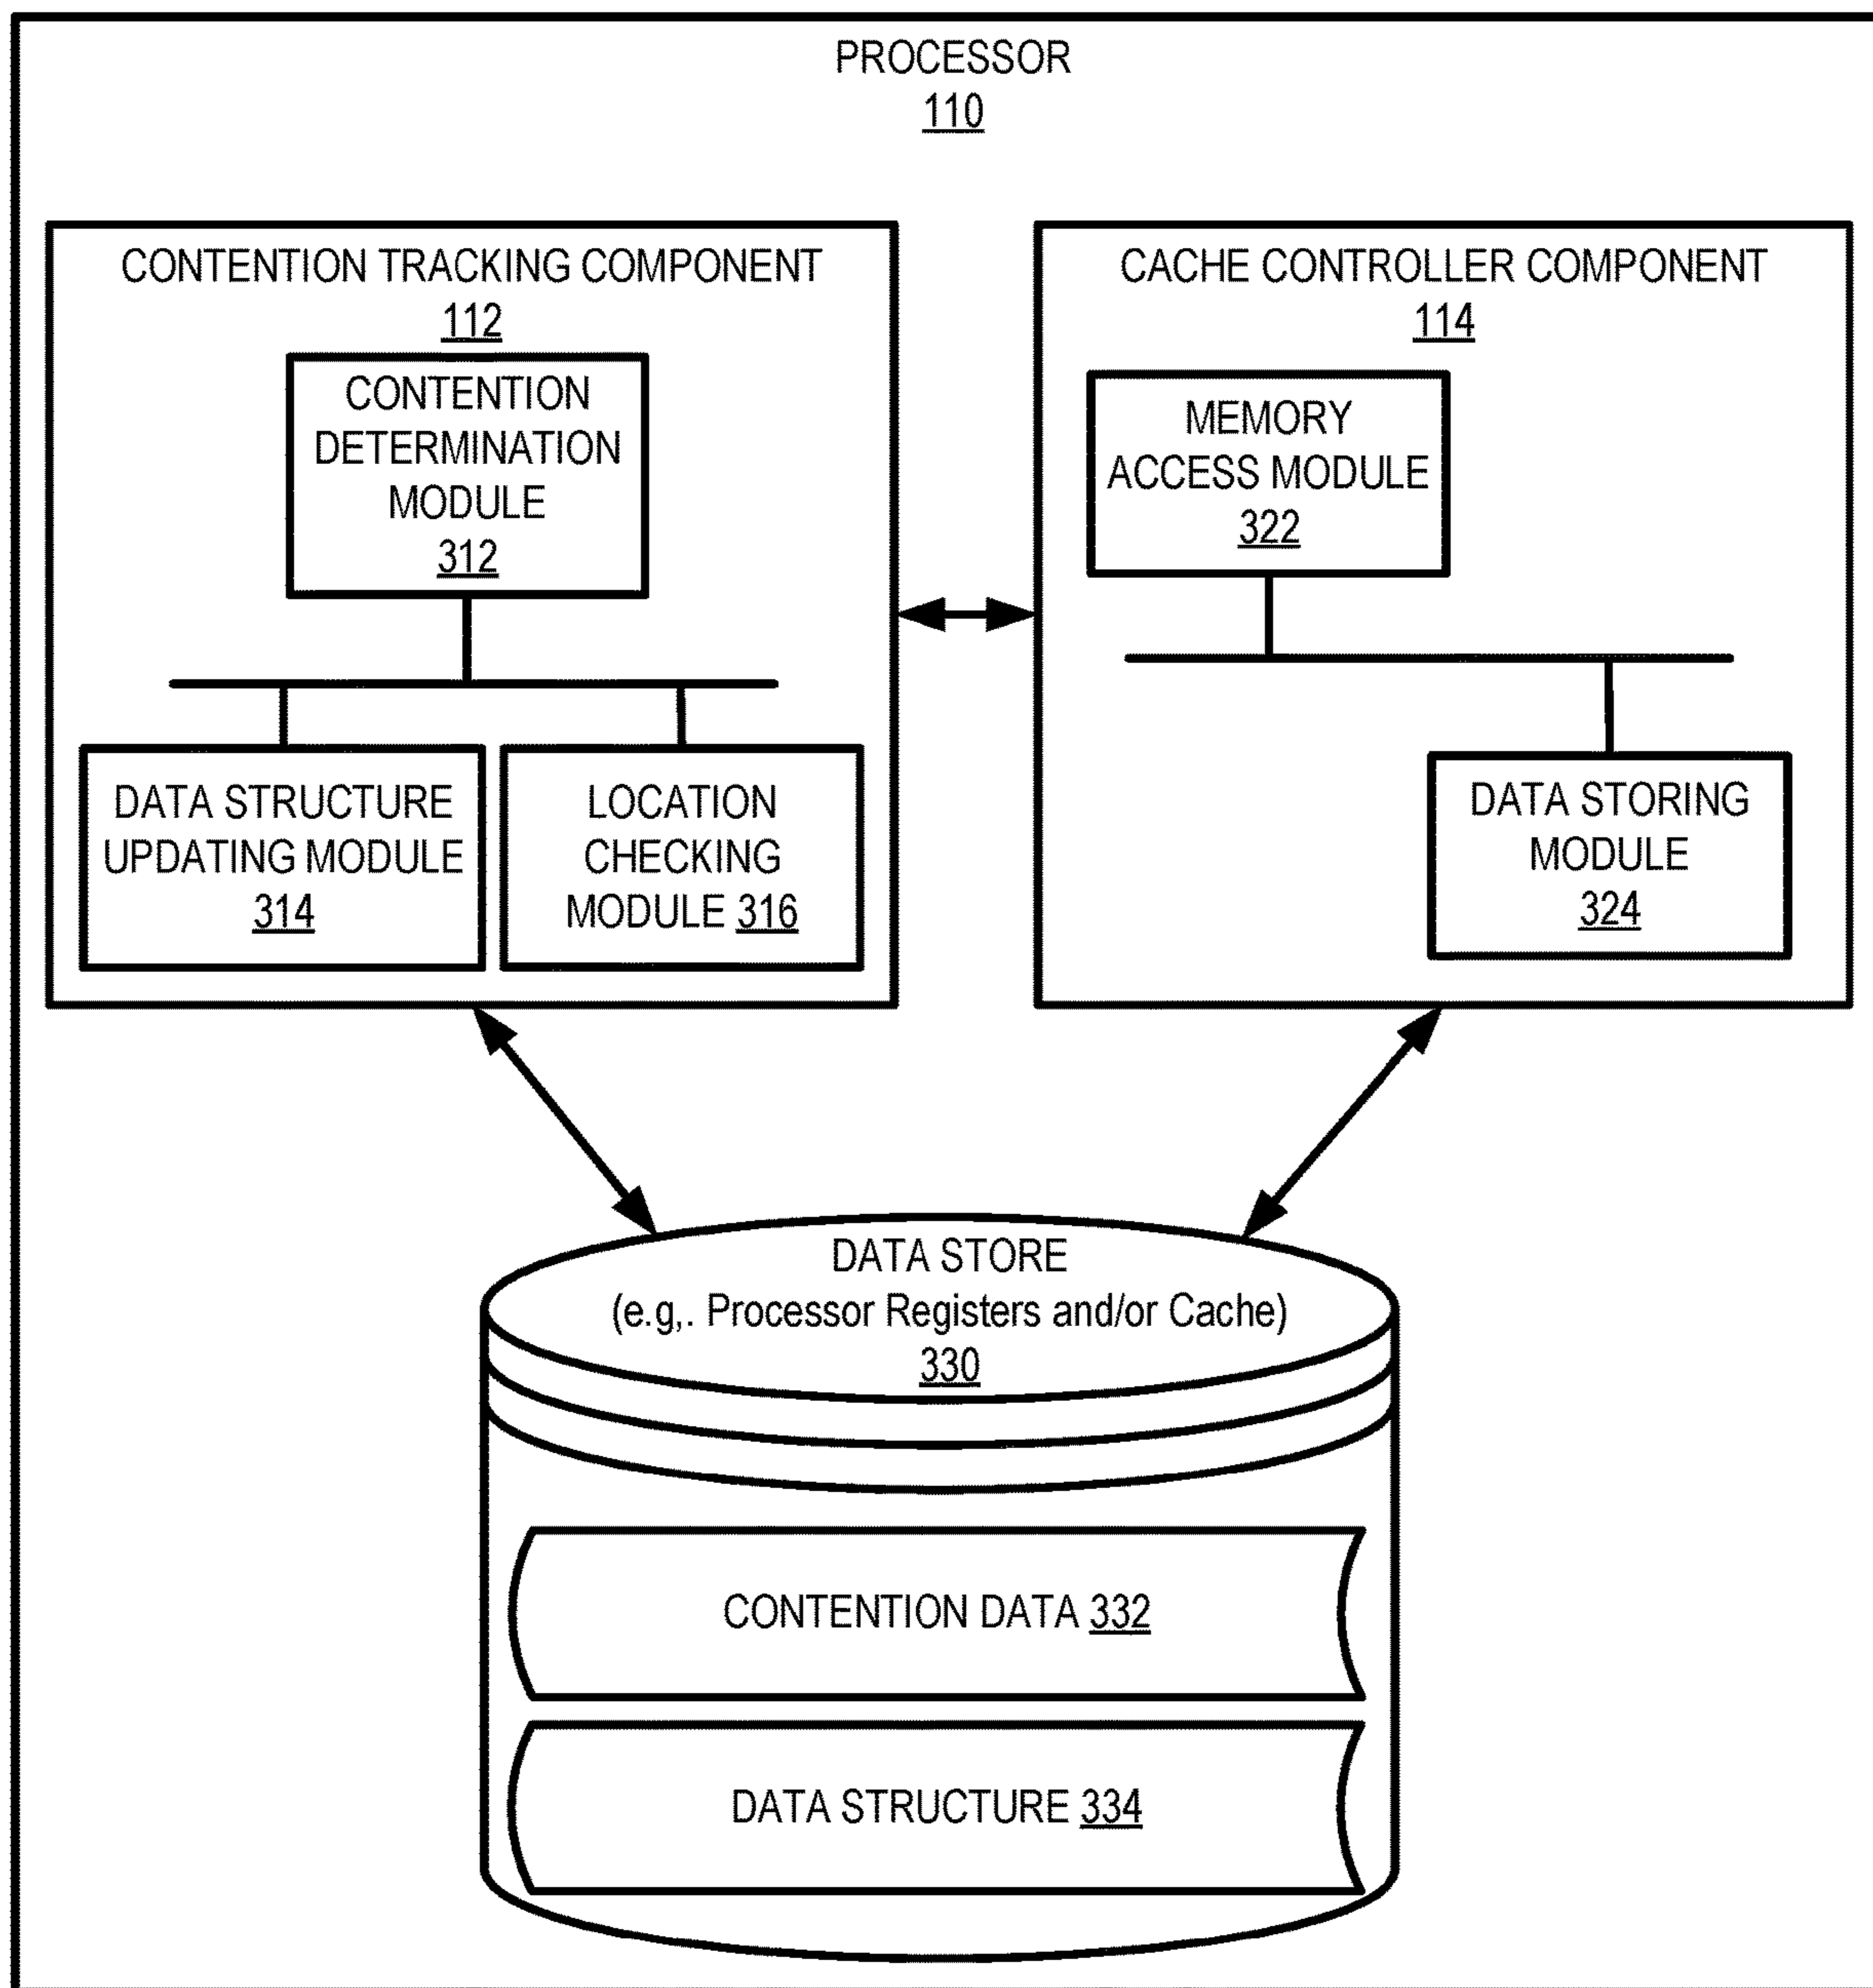 PROCESSOR
110
CONTENTION TRACKING COMPONENT
112
CONTENTION
DETERMINATION
MODULE
312
DATA STRUCTURE
UPDATING MODULE
314
LOCATION
CHECKING
MODULE 316
CACHE CONTROLLER COMPONENT
114
MEMORY
ACCESS MODULE
322
DATA STORING
MODULE
324
DATA STORE
(e.g,. Processor Registers and/or Cache)
330
CONTENTION DATA 332
DATA STRUCTURE 334